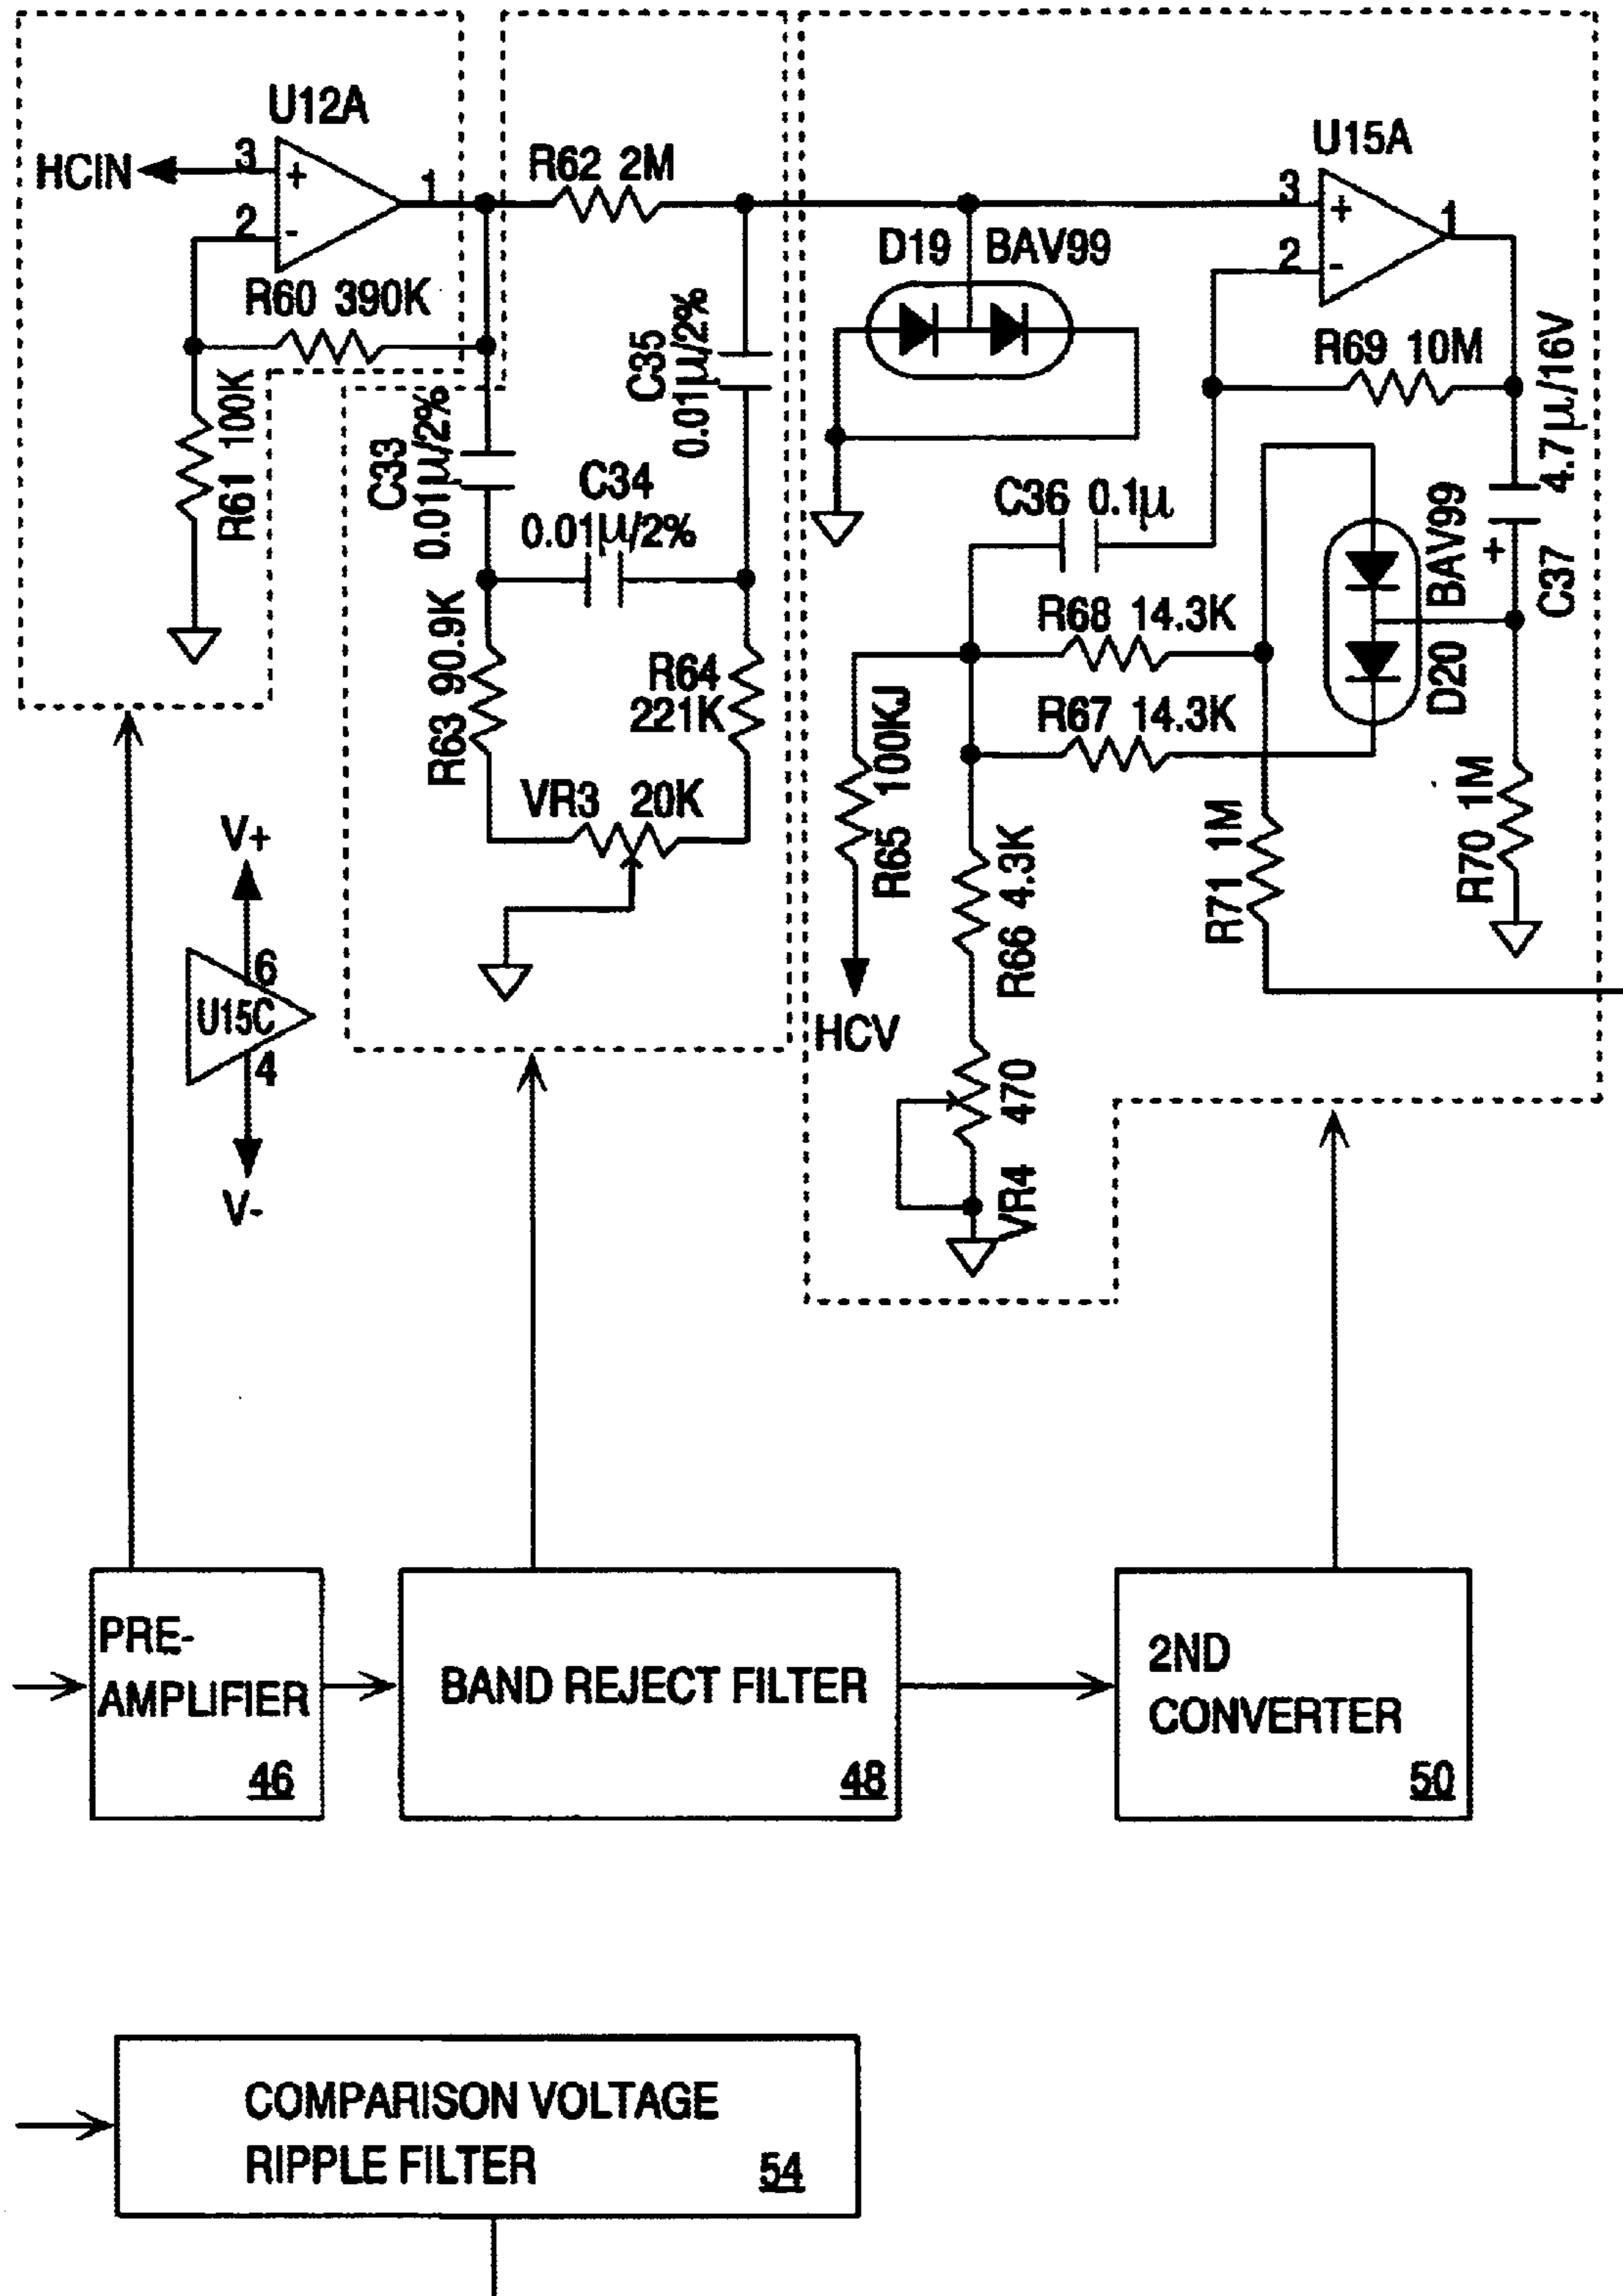 U12A
HCIN
3
+
2
-
1
R60 390K
R61 100K
R62 2M
C33
0.01µ/2%
C34
0.01µ/2%
C35
0.01µ/2%
R63 90.9K
R64
221K
VR3 20K
V+
6
U15C
4
V-
D19 BAV99
U15A
3
+
2
-
1
R69 10M
4.7µ/16V
+
C37
C36 0.1µ
BAV99
D20
R68 14.3K
R67 14.3K
R65 100KJ
HCV
R66 4.3K
VR4 470
R71 1M
R70 1M
PRE-
AMPLIFIER
46
BAND REJECT FILTER
48
2ND
CONVERTER
50
COMPARISON VOLTAGE
RIPPLE FILTER
54